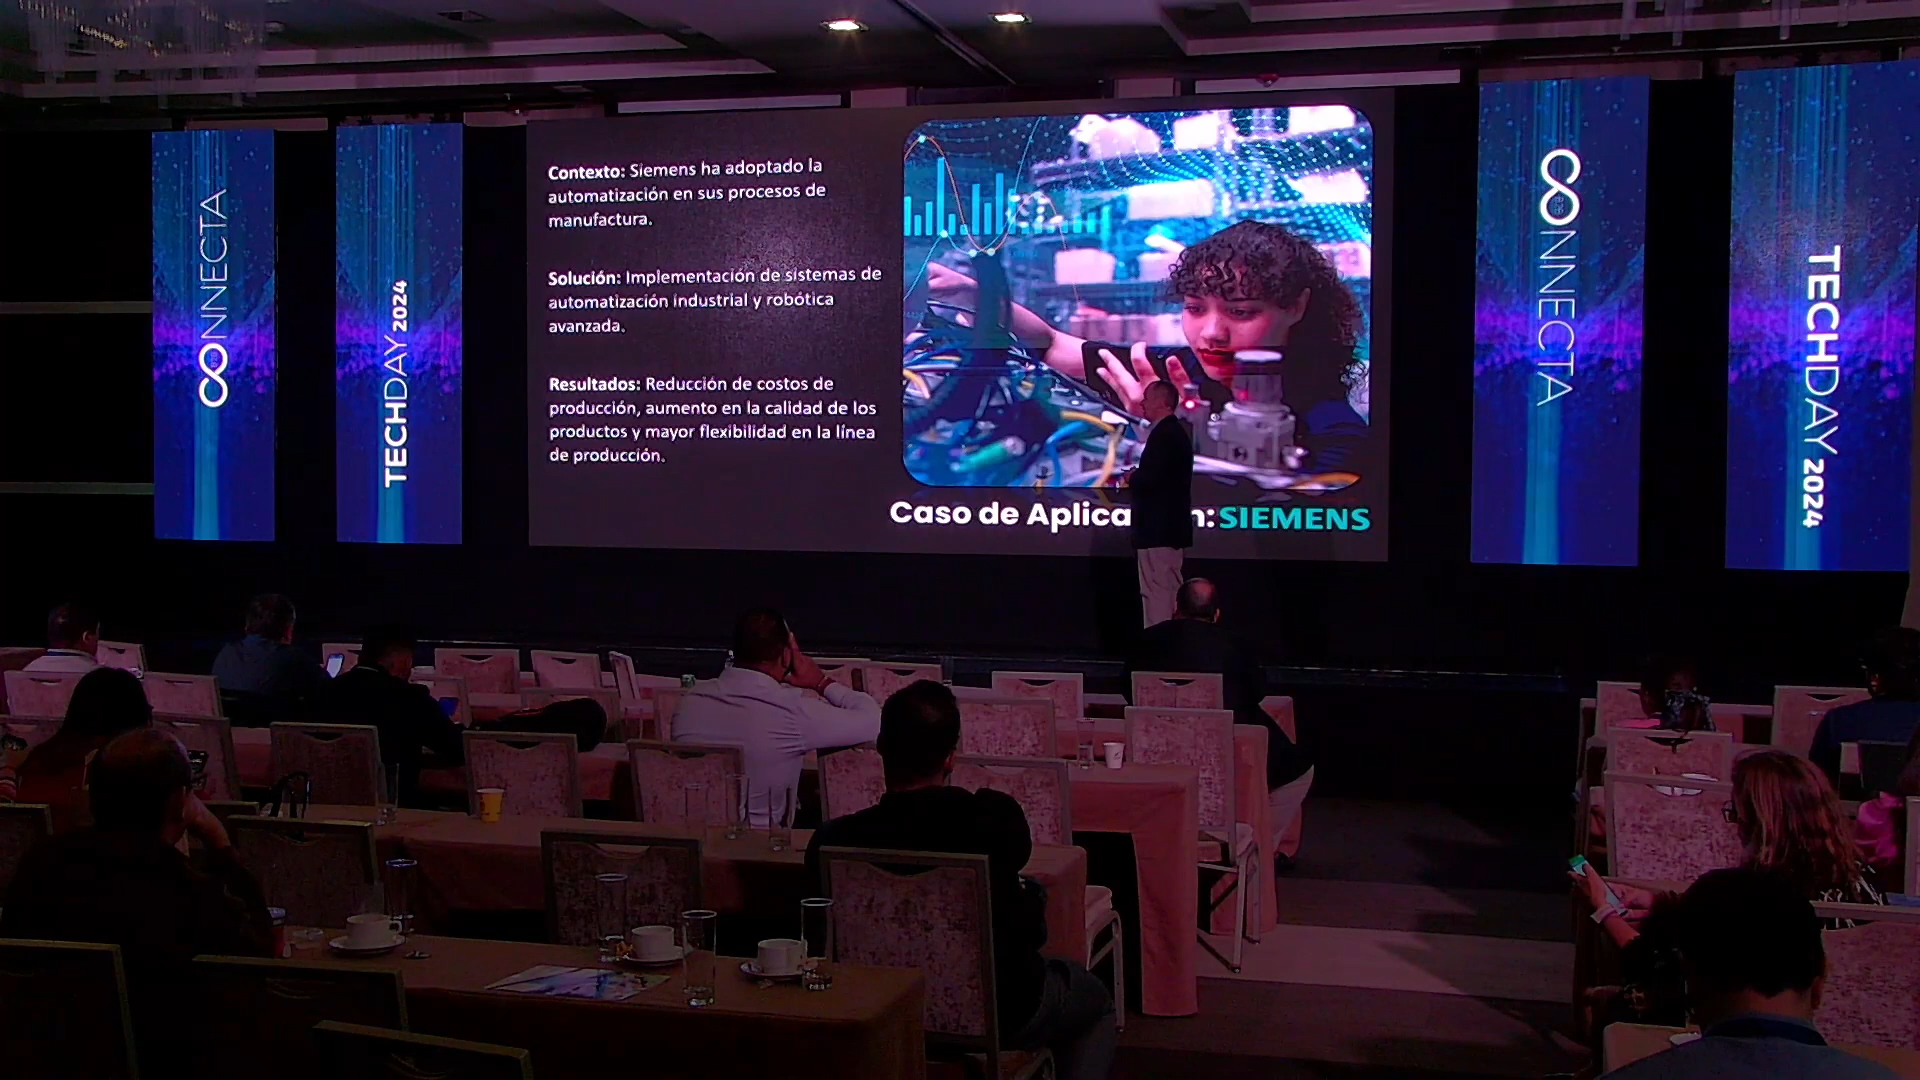 CONNECTA
TECHDAY 2024
Contexto: Siemens ha adoptado la
automatización en sus procesos de
manufactura.
Solución: Implementación de sistemas de
automatización industrial y robótica
avanzada.
Resultados: Reducción de costos de
producción, aumento en la calidad de los
productos y mayor flexibilidad en la línea
de producción.
Caso de Aplica n: SIEMENS
CONNECTA
TECHDAY 2024